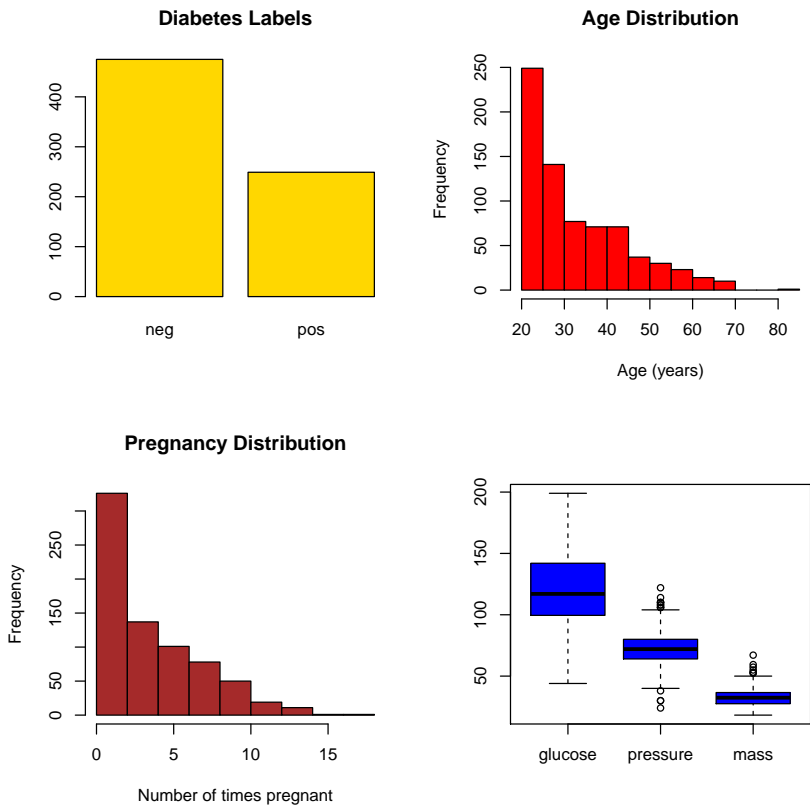 Diabetes Labels
0
100
200
300
400
neg pos
Age Distribution
Frequency
0
50
100
150
200
250
20 30 40 50 60 70 80
Age (years)
Pregnancy Distribution
Frequency
0
50
150
250
0 5 10 15
Number of times pregnant
50
100
150
200
glucose pressure mass